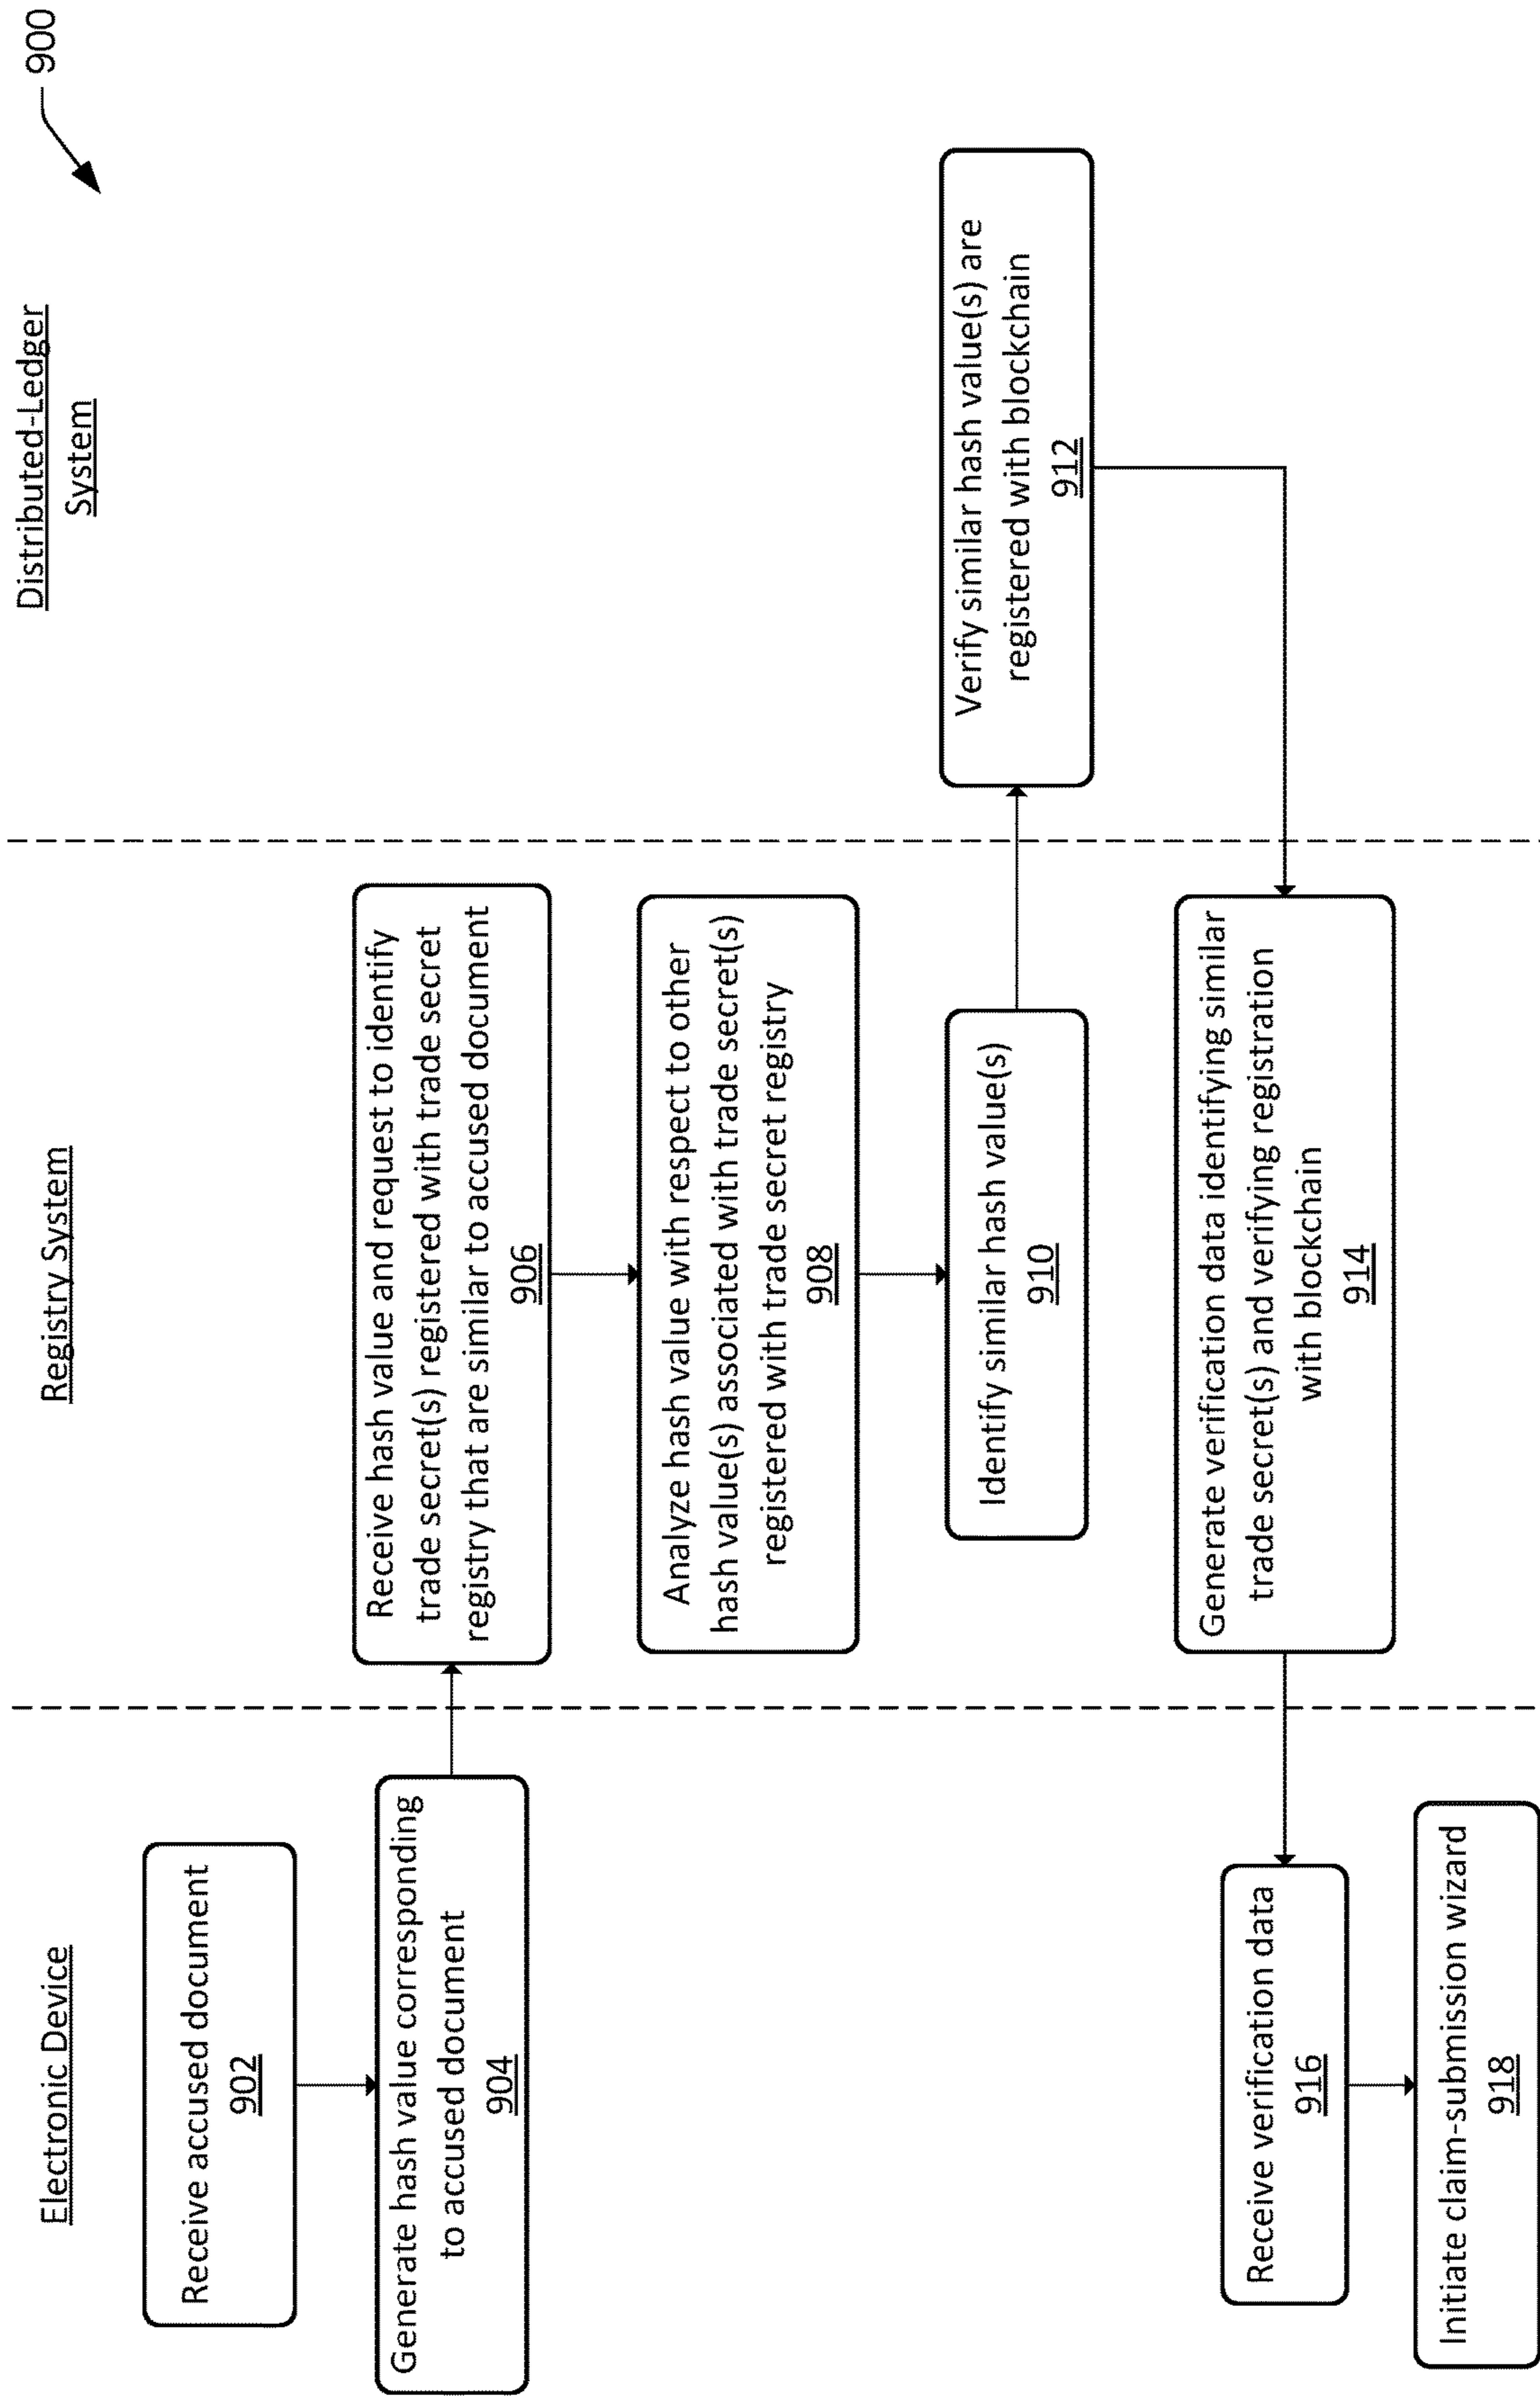 900
Electronic Device
Registry System
Distributed-Ledger
System
Receive accused document
902
Generate hash value corresponding
to accused document
904
Receive hash value and request to identify
trade secret(s) registered with trade secret
registry that are similar to accused document
906
Analyze hash value with respect to other
hash value(s) associated with trade secret(s)
registered with trade secret registry
908
Identify similar hash value(s)
910
Verify similar hash value(s) are
registered with blockchain
912
Generate verification data identifying similar
trade secret(s) and verifying registration
with blockchain
914
Receive verification data
916
Initiate claim-submission wizard
918